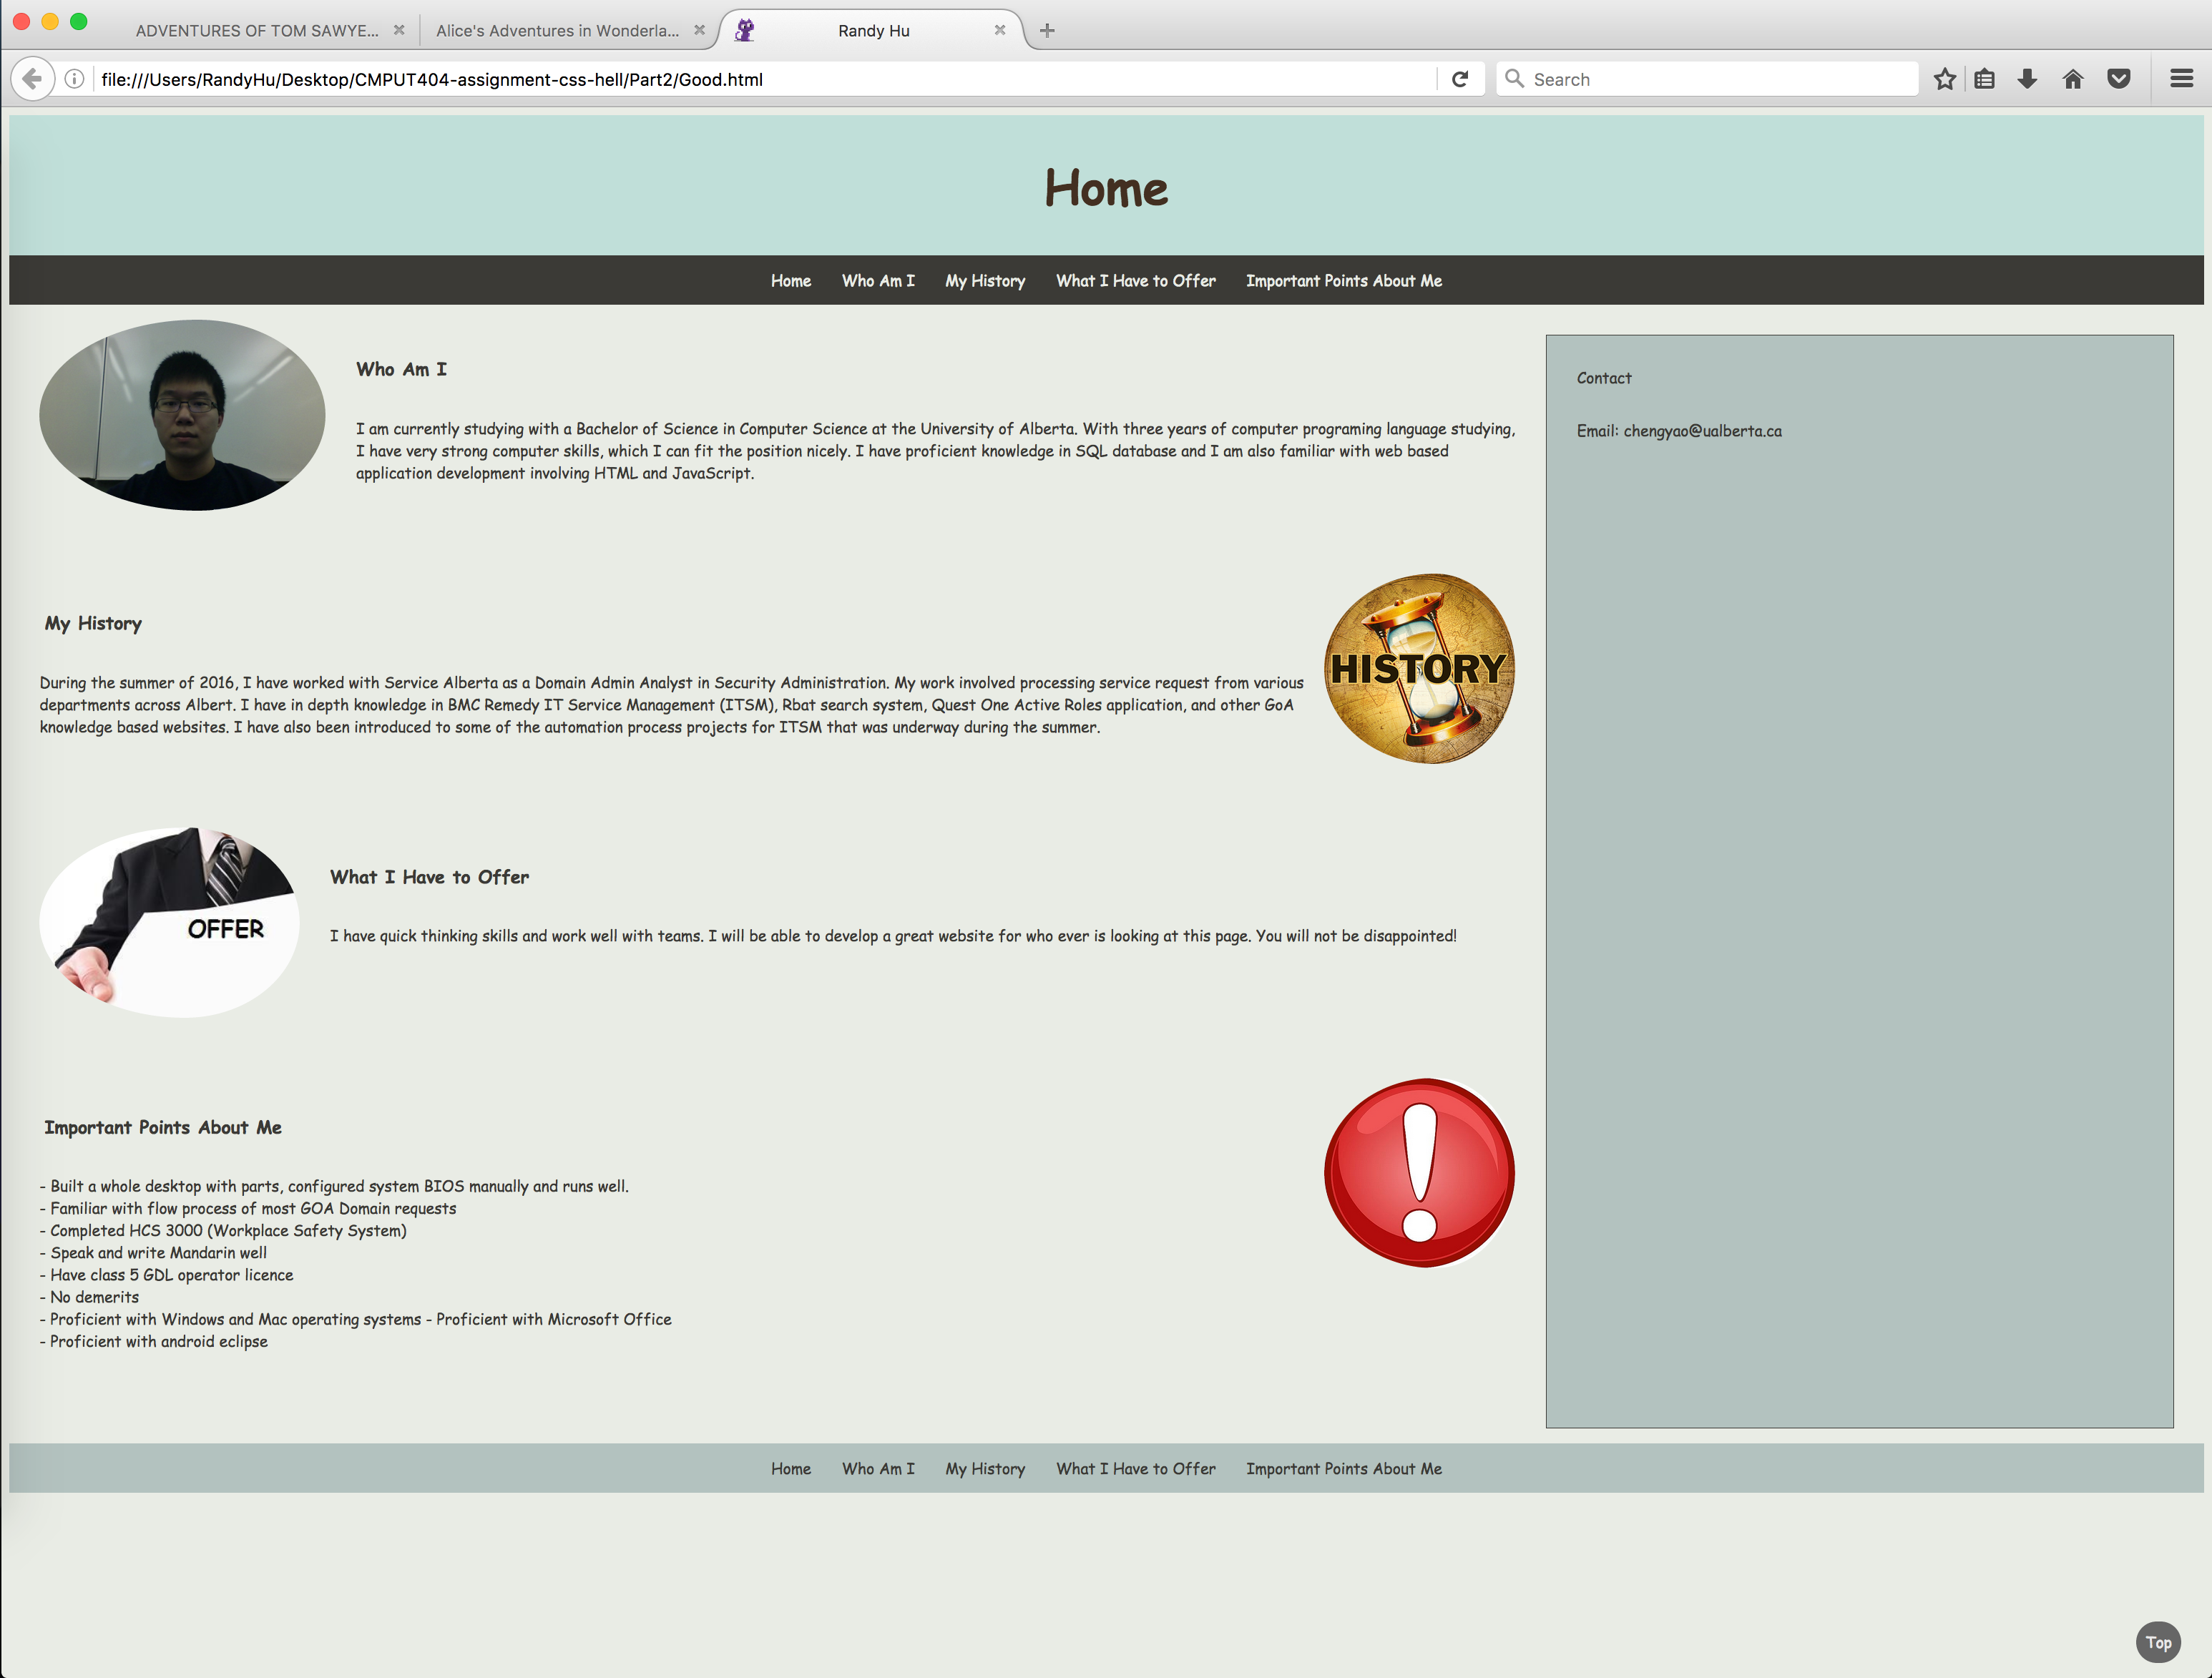 ADVENTURES OF TOM SAWYE...
Alice's Adventures in Wonderla...
Randy Hu
file:///Users/RandyHu/Desktop/CMPUT404-assignment-css-hell/Part2/Good.html
Search
Home
Home Who Am I My History What I Have to Offer Important Points About Me
Who Am I
I am currently studying with a Bachelor of Science in Computer Science at the University of Alberta. With three years of computer programing language studying,
I have very strong computer skills, which I can fit the position nicely. I have proficient knowledge in SQL database and I am also familiar with web based
application development involving HTML and JavaScript.
Contact
Email: chengyao@ualberta.ca
My History
During the summer of 2016, I have worked with Service Alberta as a Domain Admin Analyst in Security Administration. My work involved processing service request from various
departments across Albert. I have in depth knowledge in BMC Remedy IT Service Management (ITSM), Rbat search system, Quest One Active Roles application, and other GoA
knowledge based websites. I have also been introduced to some of the automation process projects for ITSM that was underway during the summer.
HISTORY
OFFER
What I Have to Offer
I have quick thinking skills and work well with teams. I will be able to develop a great website for who ever is looking at this page. You will not be disappointed!
Important Points About Me
- Built a whole desktop with parts, configured system BIOS manually and runs well.
- Familiar with flow process of most GOA Domain requests
- Completed HCS 3000 (Workplace Safety System)
- Speak and write Mandarin well
- Have class 5 GDL operator licence
- No demerits
- Proficient with Windows and Mac operating systems - Proficient with Microsoft Office
- Proficient with android eclipse
!
Home Who Am I My History What I Have to Offer Important Points About Me
Top